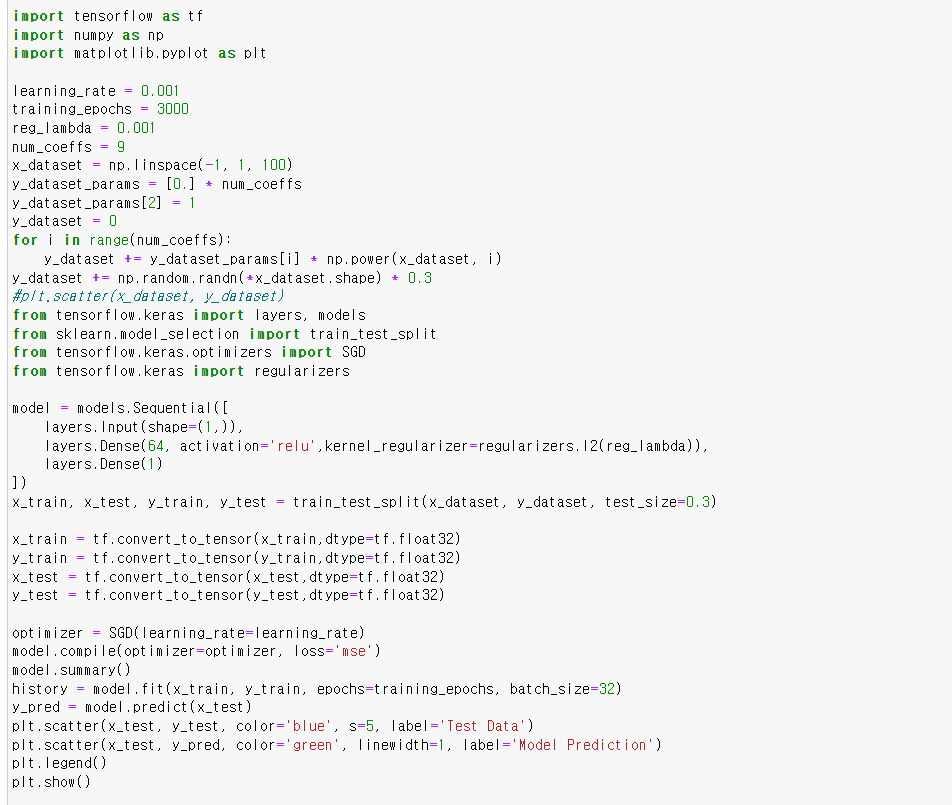 import tensorflow as tf
import numpy as np
import matplotlib.pyplot as plt

learning_rate = 0.001
training_epochs = 3000
reg_lambda = 0.001
num_coeffs = 9
x_dataset = np.linspace(-1, 1, 100)
y_dataset_params = [0.] * num_coeffs
y_dataset_params[2] = 1
y_dataset = 0
for i in range(num_coeffs):
    y_dataset += y_dataset_params[i] * np.power(x_dataset, i)
y_dataset += np.random.randn(*x_dataset.shape) * 0.3
#plt.scatter(x_dataset, y_dataset)
from tensorflow.keras import layers, models
from sklearn.model_selection import train_test_split
from tensorflow.keras.optimizers import SGD
from tensorflow.keras import regularizers

model = models.Sequential([
    layers.Input(shape=(1,)),
    layers.Dense(64, activation='relu',kernel_regularizer=regularizers.l2(reg_lambda)),
    layers.Dense(1)
])
x_train, x_test, y_train, y_test = train_test_split(x_dataset, y_dataset, test_size=0.3)

x_train = tf.convert_to_tensor(x_train,dtype=tf.float32)
y_train = tf.convert_to_tensor(y_train,dtype=tf.float32)
x_test = tf.convert_to_tensor(x_test,dtype=tf.float32)
y_test = tf.convert_to_tensor(y_test,dtype=tf.float32)

optimizer = SGD(learning_rate=learning_rate)
model.compile(optimizer=optimizer, loss='mse')
model.summary()
history = model.fit(x_train, y_train, epochs=training_epochs, batch_size=32)
y_pred = model.predict(x_test)
plt.scatter(x_test, y_test, color='blue', s=5, label='Test Data')
plt.scatter(x_test, y_pred, color='green', linewidth=1, label='Model Prediction')
plt.legend()
plt.show()